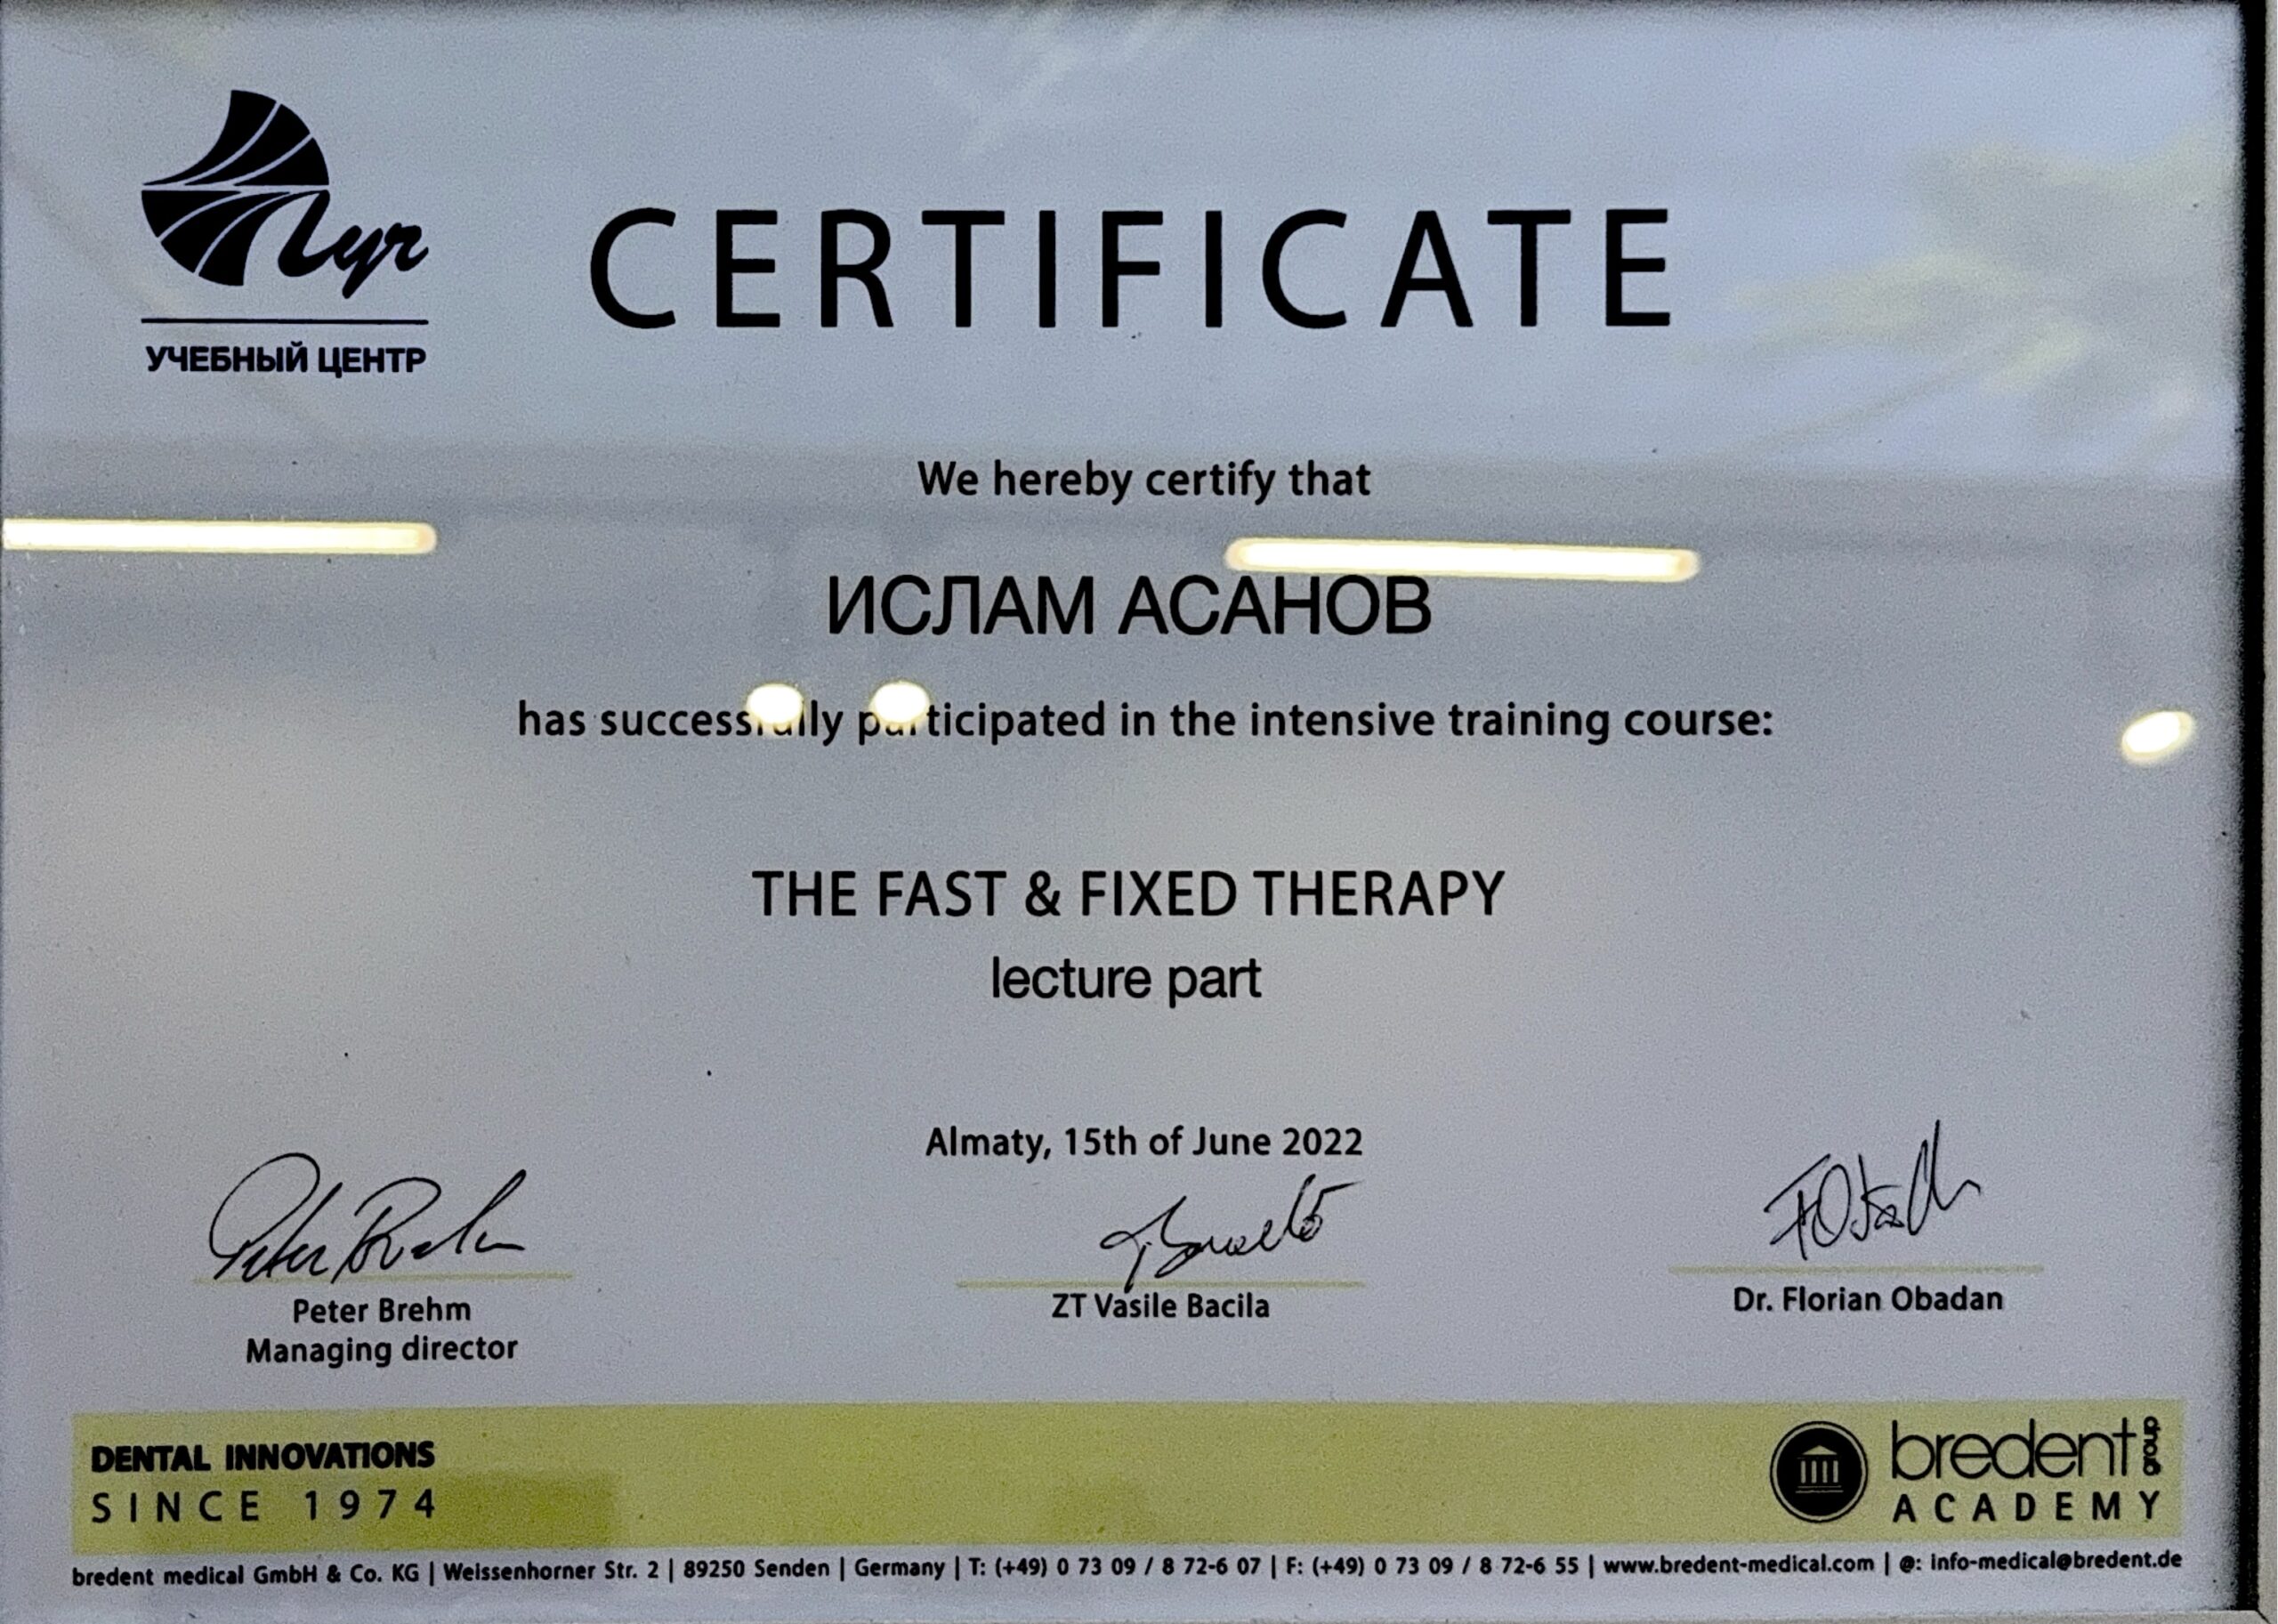 Луч
УЧЕБНЫЙ ЦЕНТР
CERTIFICATE
We hereby certify that
ИСЛАМ АСАНОВ
has successfully participated in the intensive training course:
THE FAST & FIXED THERAPY
lecture part
Almaty, 15th of June 2022
Peter Brehm
Managing director
ZT Vasile Bacila
Dr. Florian Obadan
DENTAL INNOVATIONS
SINCE 1974
bredent group
ACADEMY
bredent medical GmbH & Co. KG | Weissenhorner Str. 2 | 89250 Senden | Germany | T: (+49) 0 73 09 / 8 72-6 07 | F: (+49) 0 73 09 / 8 72-6 55 | www.bredent-medical.com | @: info-medical@bredent.de